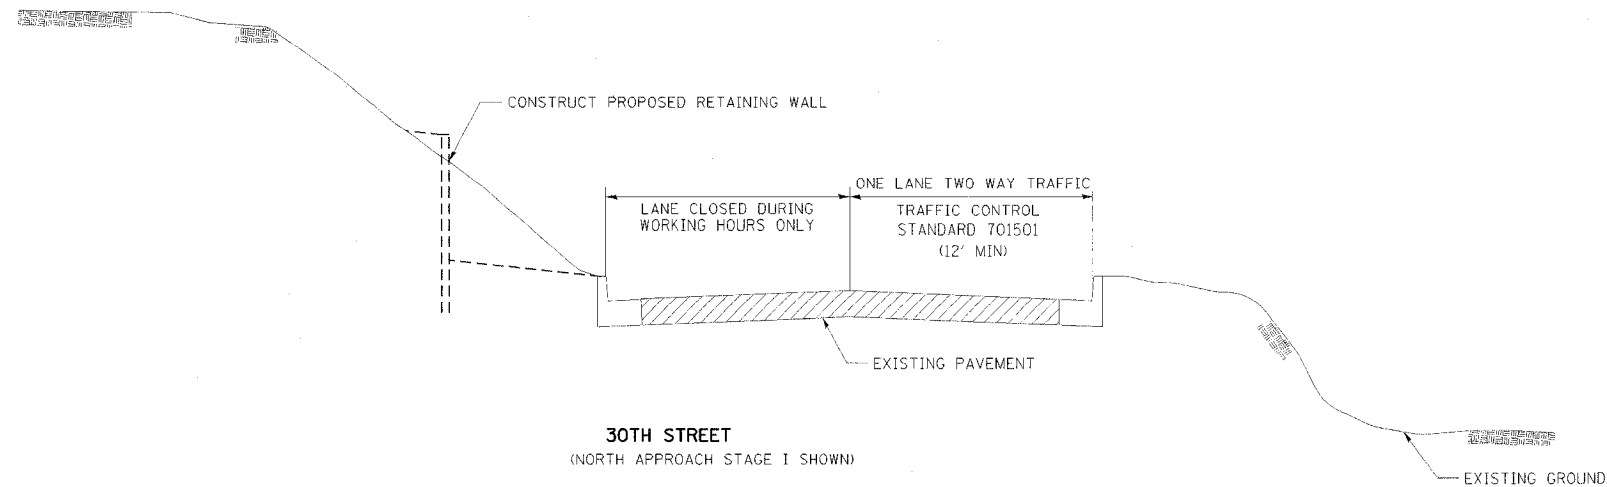 CONSTRUCT PROPOSED RETAINING WALL
ONE LANE TWO WAY TRAFFIC
LANE CLOSED DURING
WORKING HOURS ONLY
TRAFFIC CONTROL
STANDARD 701501
(12' MIN)
EXISTING PAVEMENT
30TH STREET
(NORTH APPROACH STAGE I SHOWN)
EXISTING GROUND